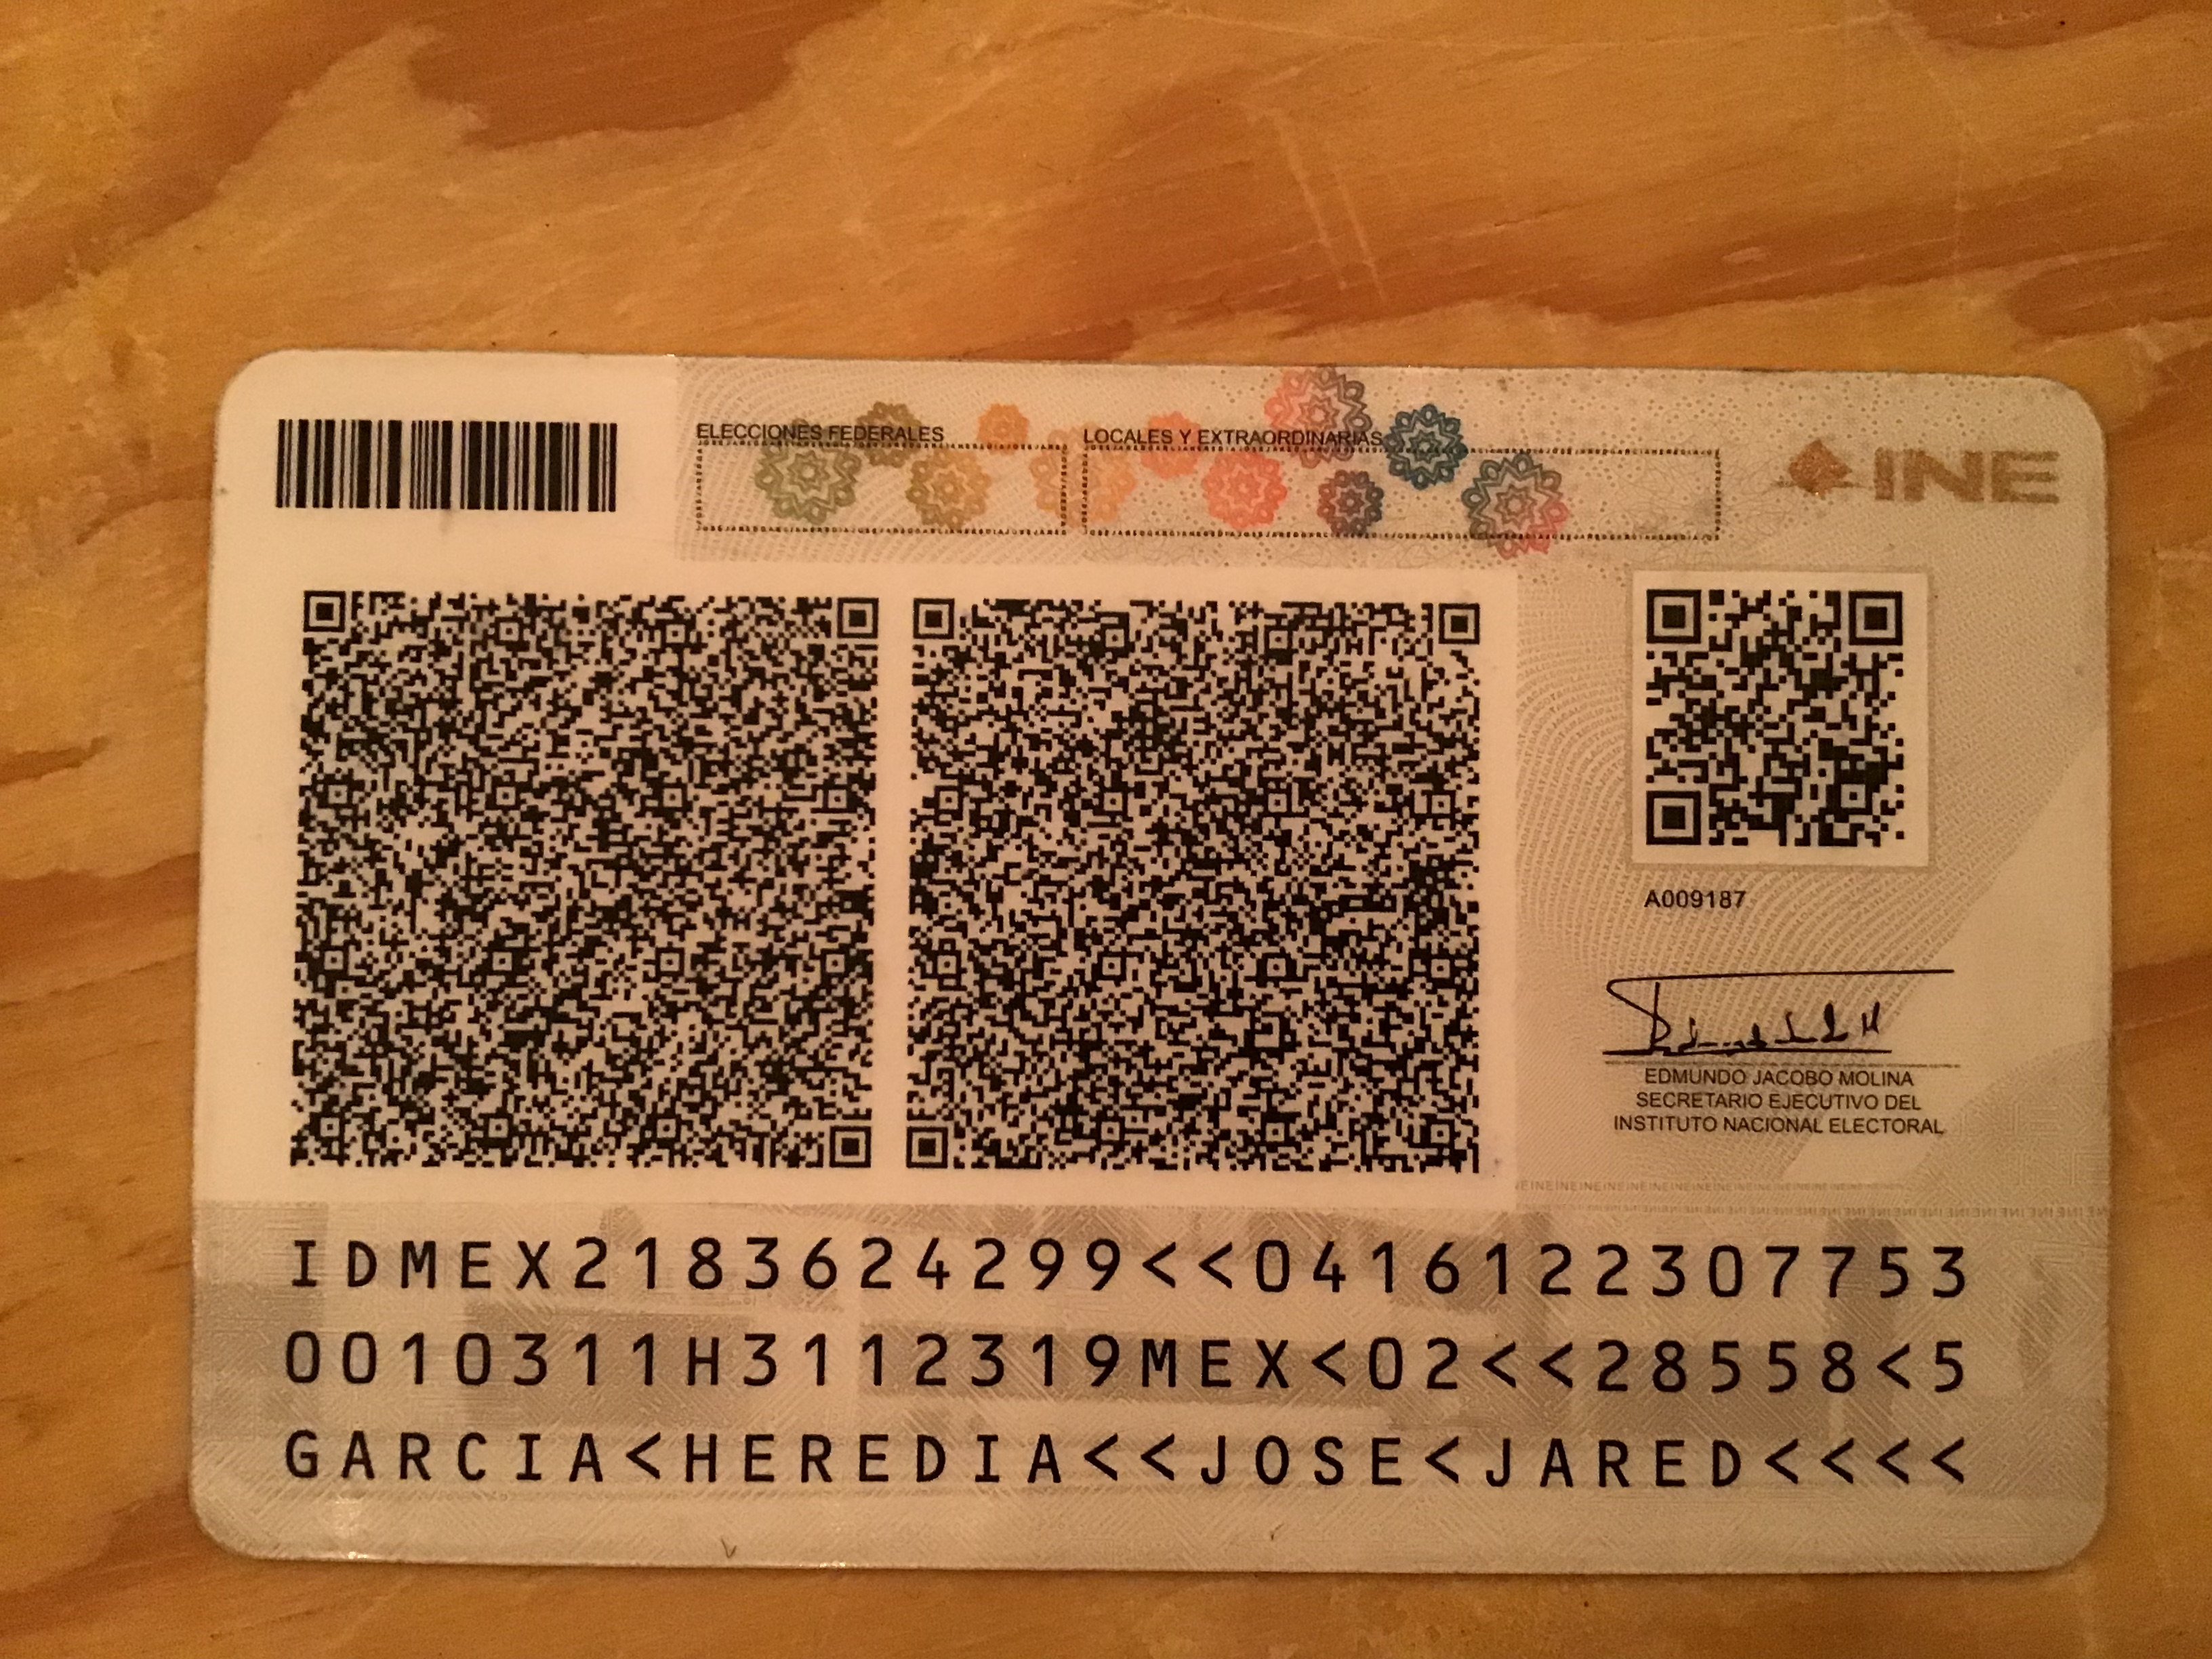 ELECCIONES FEDERALES
LOCALES Y EXTRAORDINARIAS
INE
A009187
EDMUNDO JACOBO MOLINA
SECRETARIO EJECUTIVO DEL
INSTITUTO NACIONAL ELECTORAL
IDMEX2183624299<<0416122307753
0010311H3112319MEX<02<<28558<5
GARCIA<HEREDIA<<JOSE<JARED<<<<